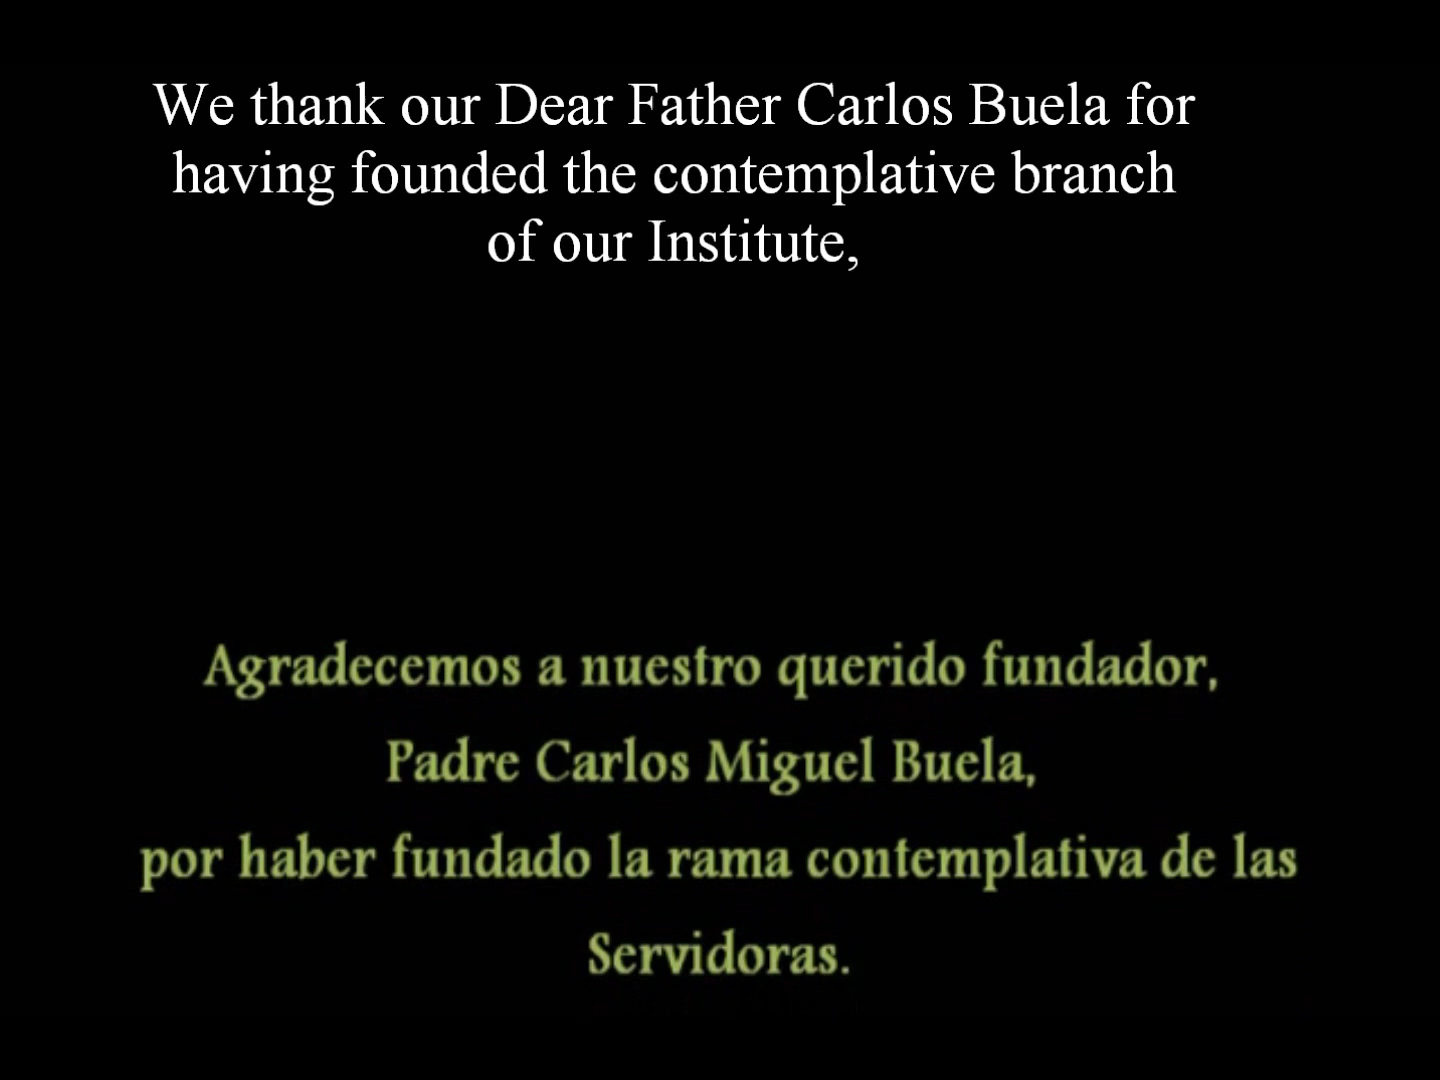 We thank our Dear Father Carlos Buela for
having founded the contemplative branch
of our Institute,
Agradecemos a nuestro querido fundador,
Padre Carlos Miguel Buela,
por haber fundado la rama contemplativa de las
Servidoras.